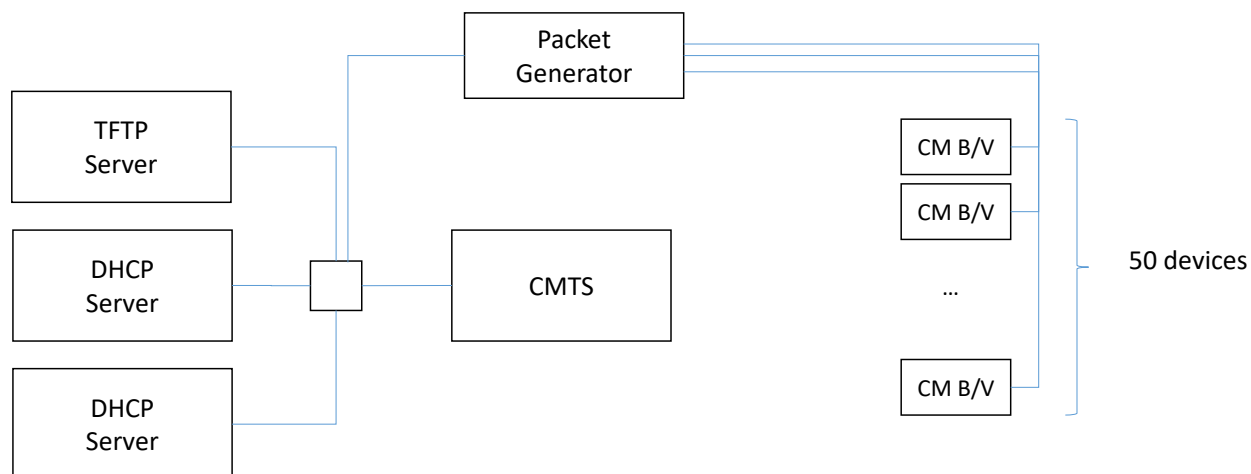 Packet
Generator
TFTP
Server
CM B/V
CM B/V
DHCP
Server
CMTS
50 devices
...
DHCP
Server
CM B/V